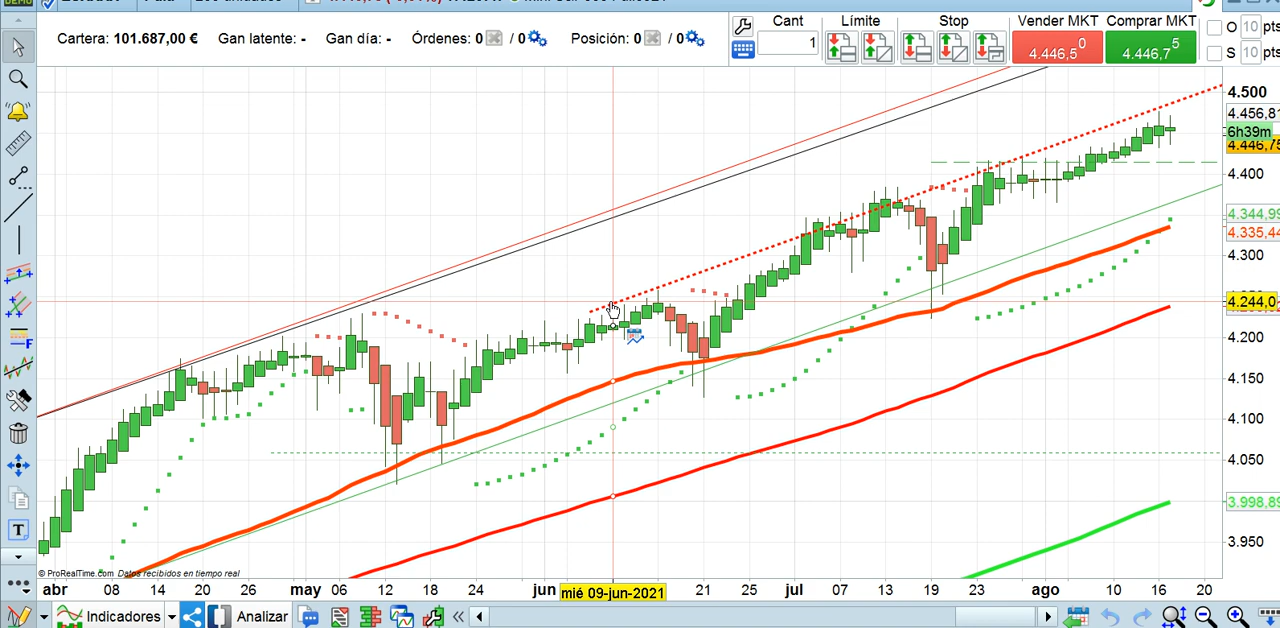 DEMO
Cartera: 101.687,00 € Gan latente: - Gan día: - Órdenes: 0 / 0 Posición: 0 / 0
Cant Límite Stop Vender MKT Comprar MKT
1
4.446,5 0
4.446,7 5
O 10 pts
S 10 pts
4.500
4.456,8
6h39m
4.446,75
4.400
4.344,99
4.335,44
4.300
4.244,0
4.200
4.150
4.100
4.050
3.998,89
3.950
© ProRealTime.com Datos recibidos en tiempo real
abr 08 14 20 26 may 06 12 18 24 jun mié 09-jun-2021 21 25 jul 07 13 19 23 ago 10 16 20
F
T
Indicadores Analizar